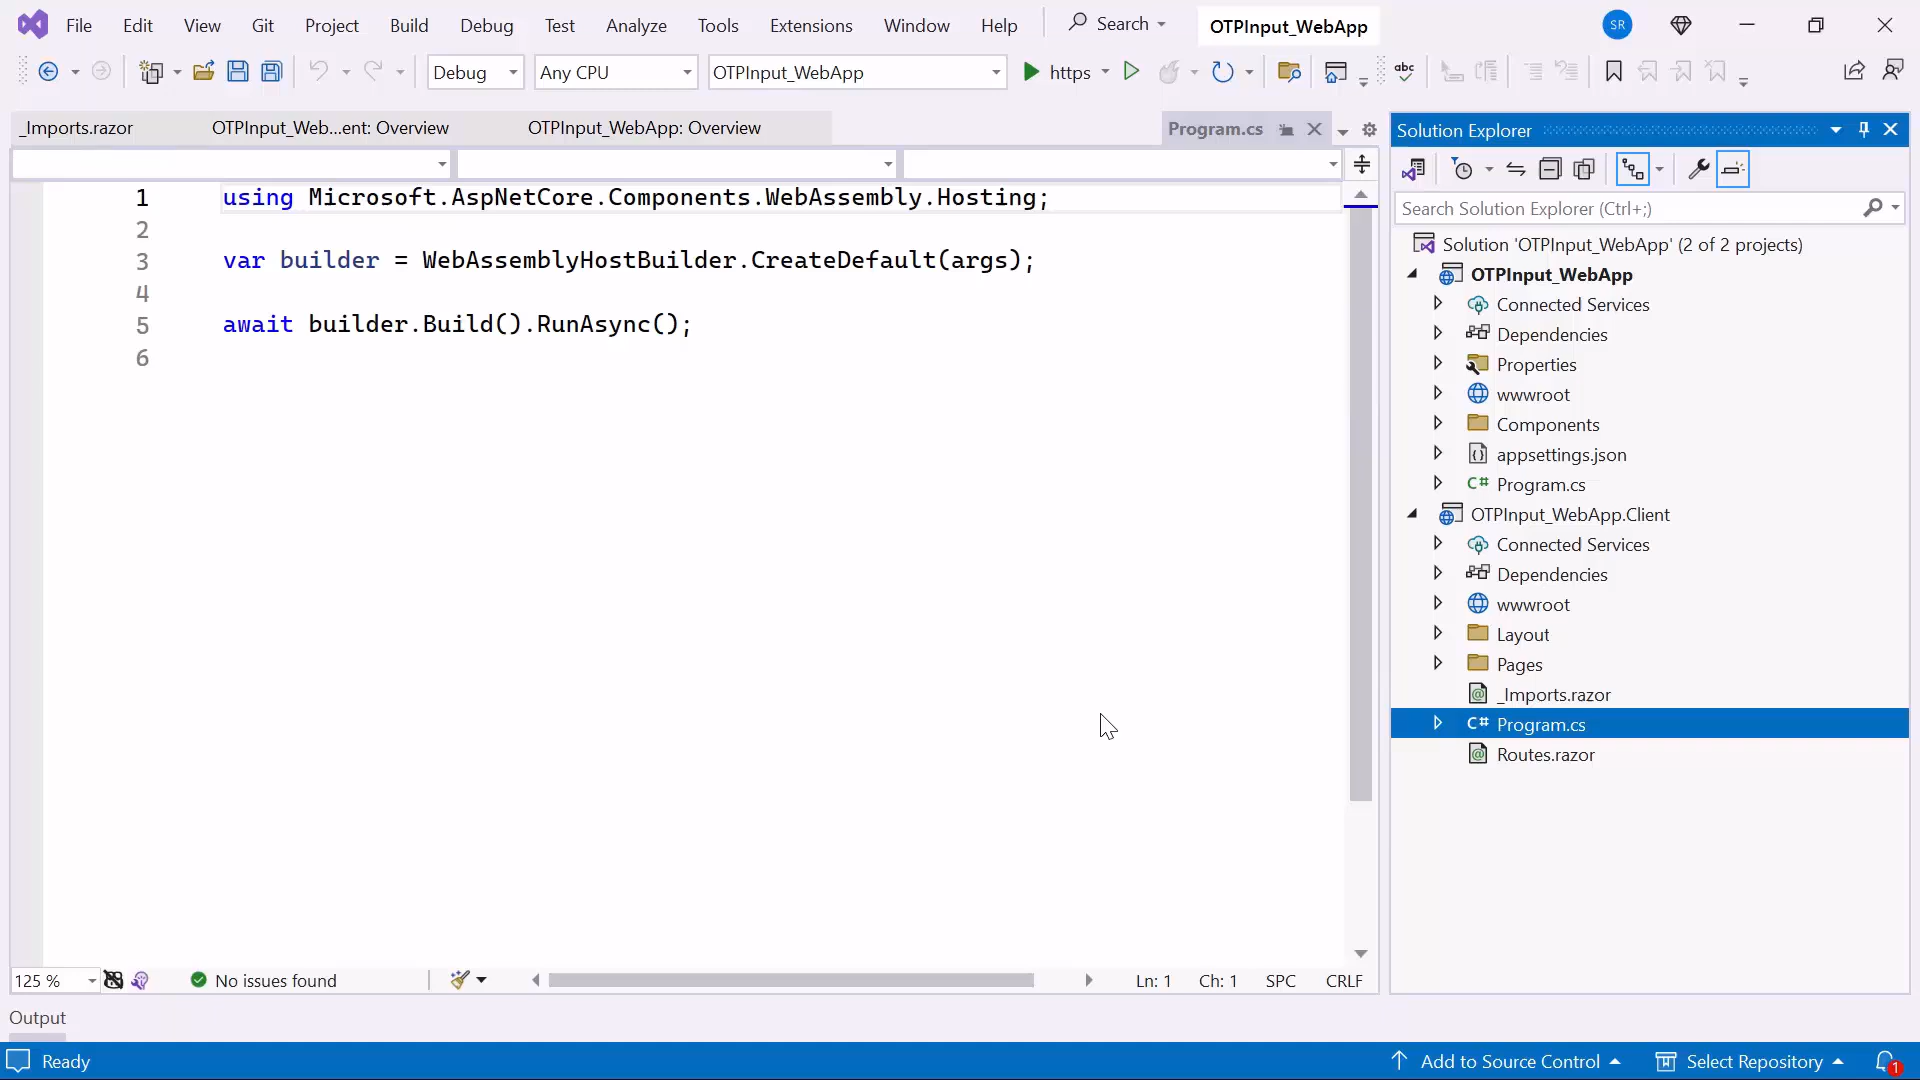 File Edit View Git Project Build Debug Test Analyze Tools Extensions Window Help Search OTPInput_WebApp SR
Debug Any CPU OTPInput_WebApp https abc
_Imports.razor OTPInput_Web...ent: Overview OTPInput_WebApp: Overview Program.cs
1 using Microsoft.AspNetCore.Components.WebAssembly.Hosting;
2
3 var builder = WebAssemblyHostBuilder.CreateDefault(args);
4
5 await builder.Build().RunAsync();
6
125 % No issues found Ln: 1 Ch: 1 SPC CRLF
Output
Solution Explorer
Search Solution Explorer (Ctrl+;)
Solution 'OTPInput_WebApp' (2 of 2 projects)
OTPInput_WebApp
Connected Services
Dependencies
Properties
wwwroot
Components
appsettings.json
C# Program.cs
OTPInput_WebApp.Client
Connected Services
Dependencies
wwwroot
Layout
Pages
_Imports.razor
C# Program.cs
Routes.razor
Ready Add to Source Control Select Repository 1